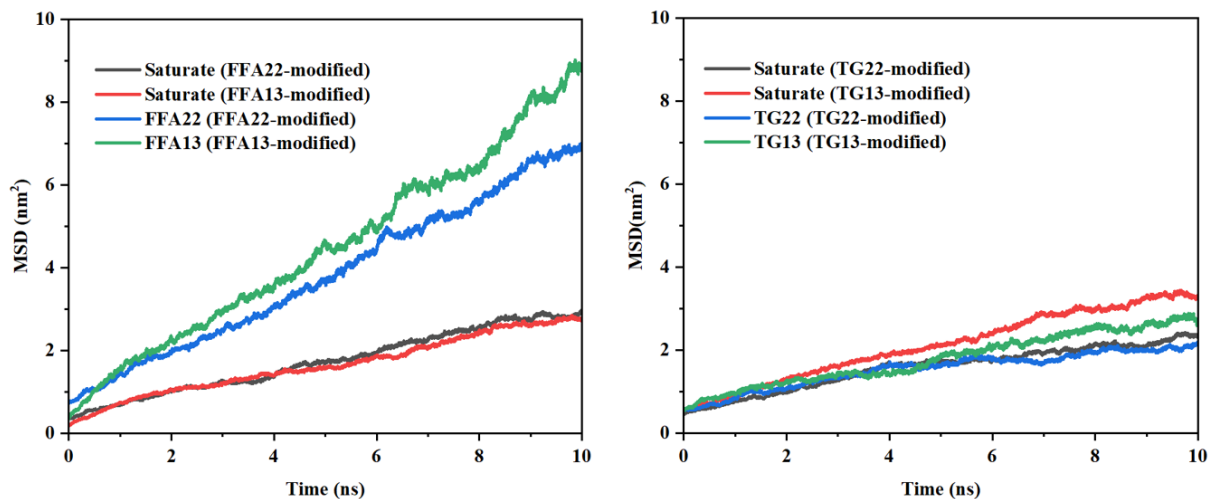 10
8
6
4
2
0
MSD (nm²)
Saturate (FFA22-modified)
Saturate (FFA13-modified)
FFA22 (FFA22-modified)
FFA13 (FFA13-modified)
0 2 4 6 8 10
Time (ns)
10
8
6
4
2
0
MSD(nm²)
Saturate (TG22-modified)
Saturate (TG13-modified)
TG22 (TG22-modified)
TG13 (TG13-modified)
0 2 4 6 8 10
Time (ns)